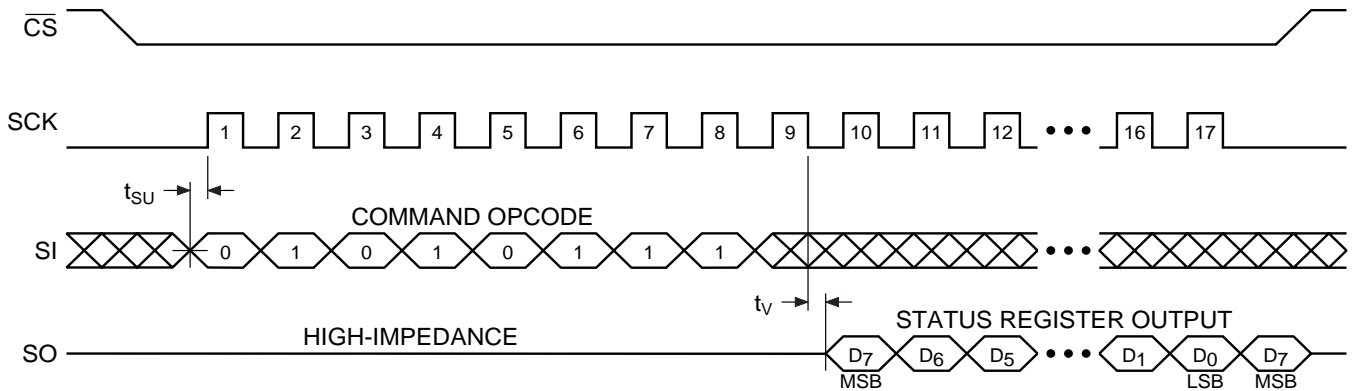 CS
SCK 1 2 3 4 5 6 7 8 9 10 11 12 16 17
tSU
COMMAND OPCODE
SI 0 1 0 1 0 1 1 1
tV
HIGH-IMPEDANCE STATUS REGISTER OUTPUT
SO D7 D6 D5 D1 D0 D7
MSB LSB MSB